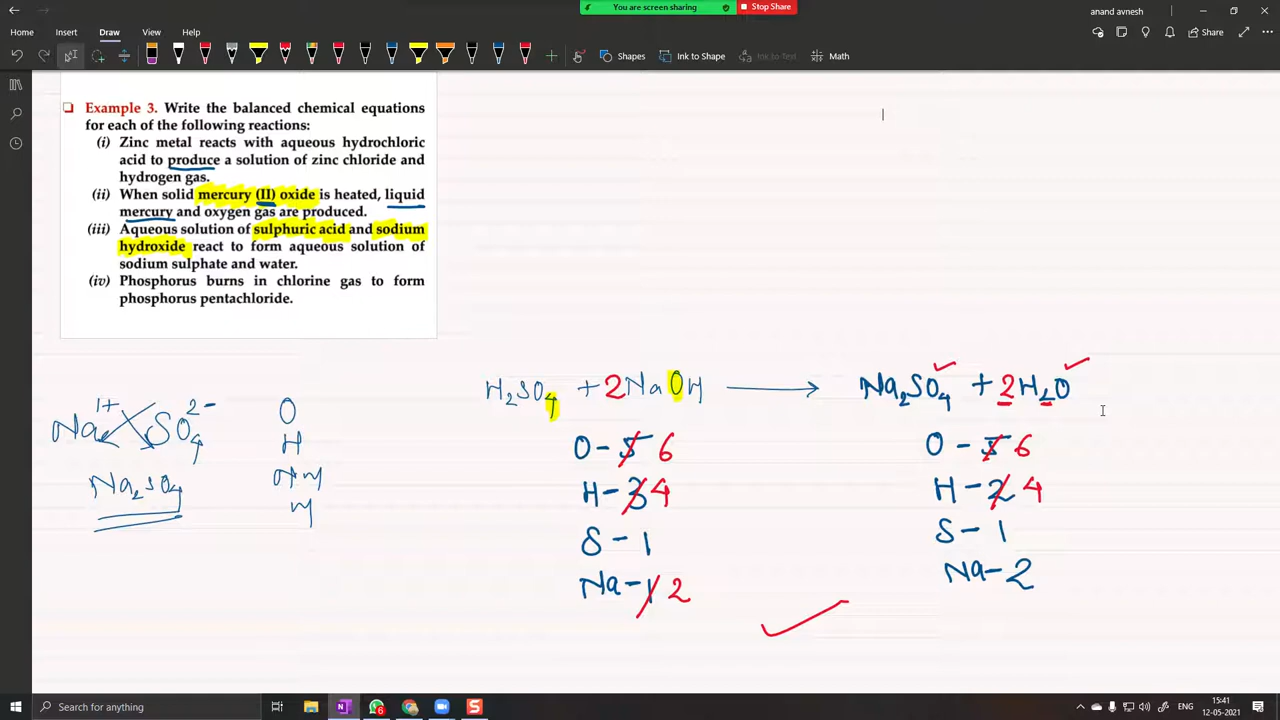 You are screen sharing
Stop Share
anand avnesh
Home Insert Draw View Help
Share
Shapes Ink to Shape Ink to Text Math
Example 3. Write the balanced chemical equations
for each of the following reactions:
(i) Zinc metal reacts with aqueous hydrochloric
acid to produce a solution of zinc chloride and
hydrogen gas.
(ii) When solid mercury (II) oxide is heated, liquid
mercury and oxygen gas are produced.
(iii) Aqueous solution of sulphuric acid and sodium
hydroxide react to form aqueous solution of
sodium sulphate and water.
(iv) Phosphorus burns in chlorine gas to form
phosphorus pentachloride.
H₂SO₄ + 2NaOH ⟶ Na₂SO₄ + 2H₂O
O - 5 6
H - 3 4
S - 1
Na - 1 2
O - 5 6
H - 2 4
S - 1
Na - 2
Na¹⁺ SO₄²⁻
Na₂SO₄
O
H
Search for anything
15:41
12-05-2021